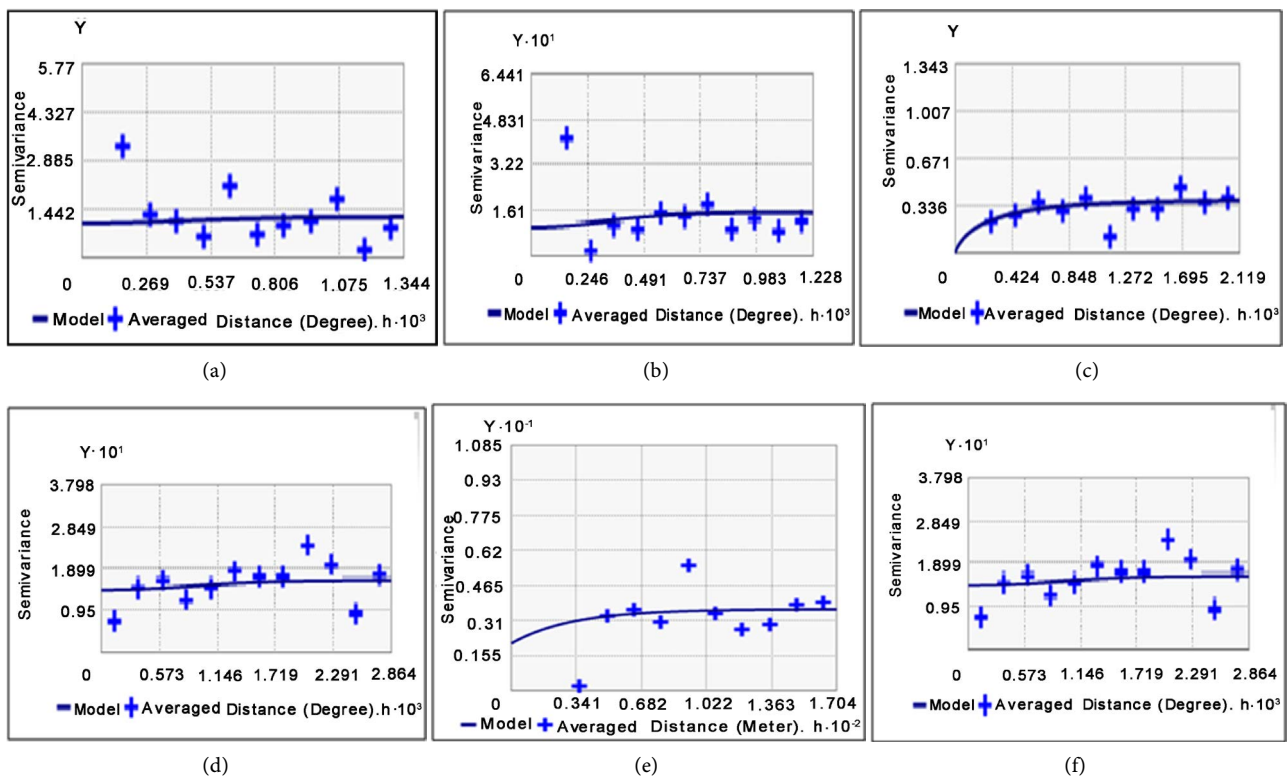 Ÿ
5.77
4.327
2.885
1.442
Semivariance
0 0.269 0.537 0.806 1.075 1.344
Model Averaged Distance (Degree). h·10³
(a)
Y·10¹
6.441
4.831
3.22
1.61
Semivariance
0 0.246 0.491 0.737 0.983 1.228
Model Averaged Distance (Degree). h·10³
(b)
Y
1.343
1.007
0.671
0.336
Semivariance
0 0.424 0.848 1.272 1.695 2.119
Model Averaged Distance (Degree). h·10³
(c)
Y·10¹
3.798
2.849
1.899
0.95
Semivariance
0 0.573 1.146 1.719 2.291 2.864
Model Averaged Distance (Degree).h·10³
(d)
Y·10⁻¹
1.085
0.93
0.775
0.62
0.465
0.31
0.155
Semivariance
0 0.341 0.682 1.022 1.363 1.704
Model Averaged Distance (Meter). h·10⁻²
(e)
Y·10¹
3.798
2.849
1.899
0.95
Semivariance
0 0.573 1.146 1.719 2.291 2.864
Model Averaged Distance (Degree). h·10³
(f)